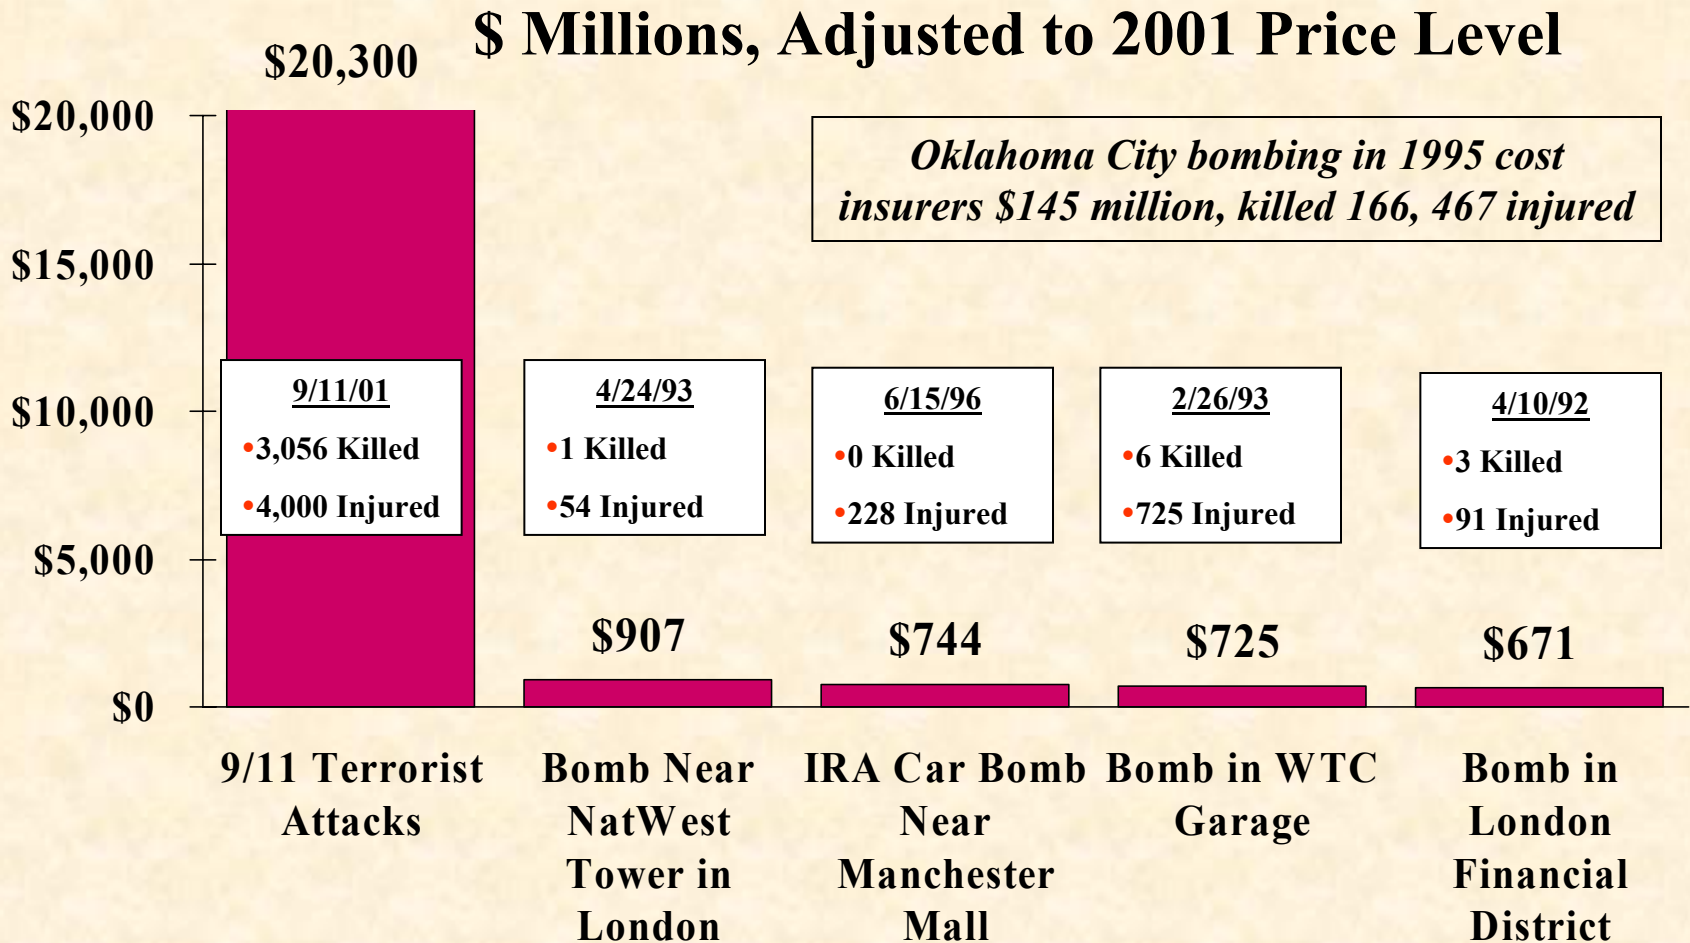 $ Millions, Adjusted to 2001 Price Level
$20,300
$20,000
$15,000
$10,000
$5,000
$0
Oklahoma City bombing in 1995 cost
insurers $145 million, killed 166, 467 injured
9/11/01
•3,056 Killed
•4,000 Injured
4/24/93
•1 Killed
•54 Injured
6/15/96
•0 Killed
•228 Injured
2/26/93
•6 Killed
•725 Injured
4/10/92
•3 Killed
•91 Injured
$907
$744
$725
$671
9/11 Terrorist
Attacks
Bomb Near
NatWest
Tower in
London
IRA Car Bomb
Near
Manchester
Mall
Bomb in WTC
Garage
Bomb in
London
Financial
District